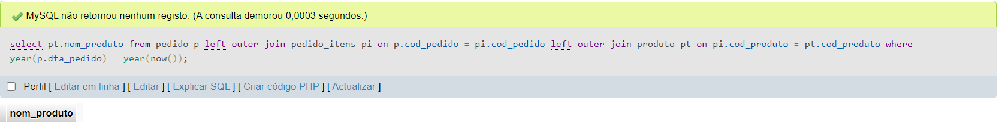 MySQL não retornou nenhum registo. (A consulta demorou 0,0003 segundos.)
select pt.nom_produto from pedido p left outer join pedido_itens pi on p.cod_pedido = pi.cod_pedido left outer join produto pt on pi.cod_produto = pt.cod_produto where
year(p.dta_pedido) = year(now());
Perfil [ Editar em linha ] [ Editar ] [ Explicar SQL ] [ Criar código PHP ] [ Actualizar ]
nom_produto